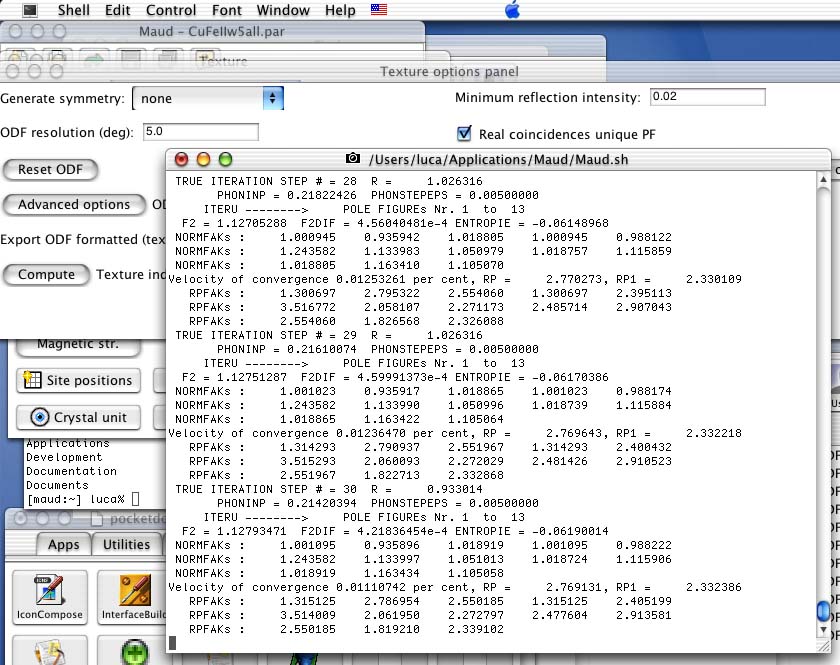 Shell Edit Control Font Window Help
Maud - CuFeIIw5all.par
Texture
Texture options panel
Generate symmetry: none
Minimum reflection intensity: 0.02
ODF resolution (deg): 5.0
Real coincidences unique PF
Reset ODF
Advanced options
Export ODF formatted (tex
Compute Texture ind
Magnetic str.
Site positions
Crystal unit
Applications
Development
Documentation
Documents
[maud:~] luca%
pocketdo
Apps Utilities
IconCompose InterfaceBuild
/Users/luca/Applications/Maud/Maud.sh
TRUE ITERATION STEP # = 28 R = 1.026316
PHONINP = 0.21822426 PHONSTEPEPS = 0.00500000
ITERU --------> POLE FIGUREs Nr. 1 to 13
F2 = 1.12705288 F2DIF = 4.56040481e-4 ENTROPIE = -0.06148968
NORMFAKs : 1.000945 0.935942 1.018805 1.000945 0.988122
NORMFAKs : 1.243582 1.133983 1.050979 1.018757 1.115859
NORMFAKs : 1.018805 1.163410 1.105070
Velocity of convergence 0.01253261 per cent, RP = 2.770273, RP1 = 2.330109
RPFAKs : 1.300697 2.795322 2.554060 1.300697 2.395113
RPFAKs : 3.516772 2.058107 2.271173 2.485714 2.907043
RPFAKs : 2.554060 1.826568 2.326088
TRUE ITERATION STEP # = 29 R = 1.026316
PHONINP = 0.21610074 PHONSTEPEPS = 0.00500000
ITERU --------> POLE FIGUREs Nr. 1 to 13
F2 = 1.12751287 F2DIF = 4.59991373e-4 ENTROPIE = -0.06170386
NORMFAKs : 1.001023 0.935917 1.018865 1.001023 0.988174
NORMFAKs : 1.243582 1.133990 1.050996 1.018739 1.115884
NORMFAKs : 1.018865 1.163422 1.105064
Velocity of convergence 0.01236470 per cent, RP = 2.769643, RP1 = 2.332218
RPFAKs : 1.314293 2.790937 2.551967 1.314293 2.400432
RPFAKs : 3.515293 2.060093 2.272029 2.481426 2.910523
RPFAKs : 2.551967 1.822713 2.332868
TRUE ITERATION STEP # = 30 R = 0.933014
PHONINP = 0.21420394 PHONSTEPEPS = 0.00500000
ITERU --------> POLE FIGUREs Nr. 1 to 13
F2 = 1.12793471 F2DIF = 4.21836454e-4 ENTROPIE = -0.06190014
NORMFAKs : 1.001095 0.935896 1.018919 1.001095 0.988222
NORMFAKs : 1.243582 1.133997 1.051013 1.018724 1.115906
NORMFAKs : 1.018919 1.163434 1.105058
Velocity of convergence 0.01110742 per cent, RP = 2.769131, RP1 = 2.332386
RPFAKs : 1.315125 2.786954 2.550185 1.315125 2.405199
RPFAKs : 3.514009 2.061950 2.272797 2.477604 2.913581
RPFAKs : 2.550185 1.819210 2.339102